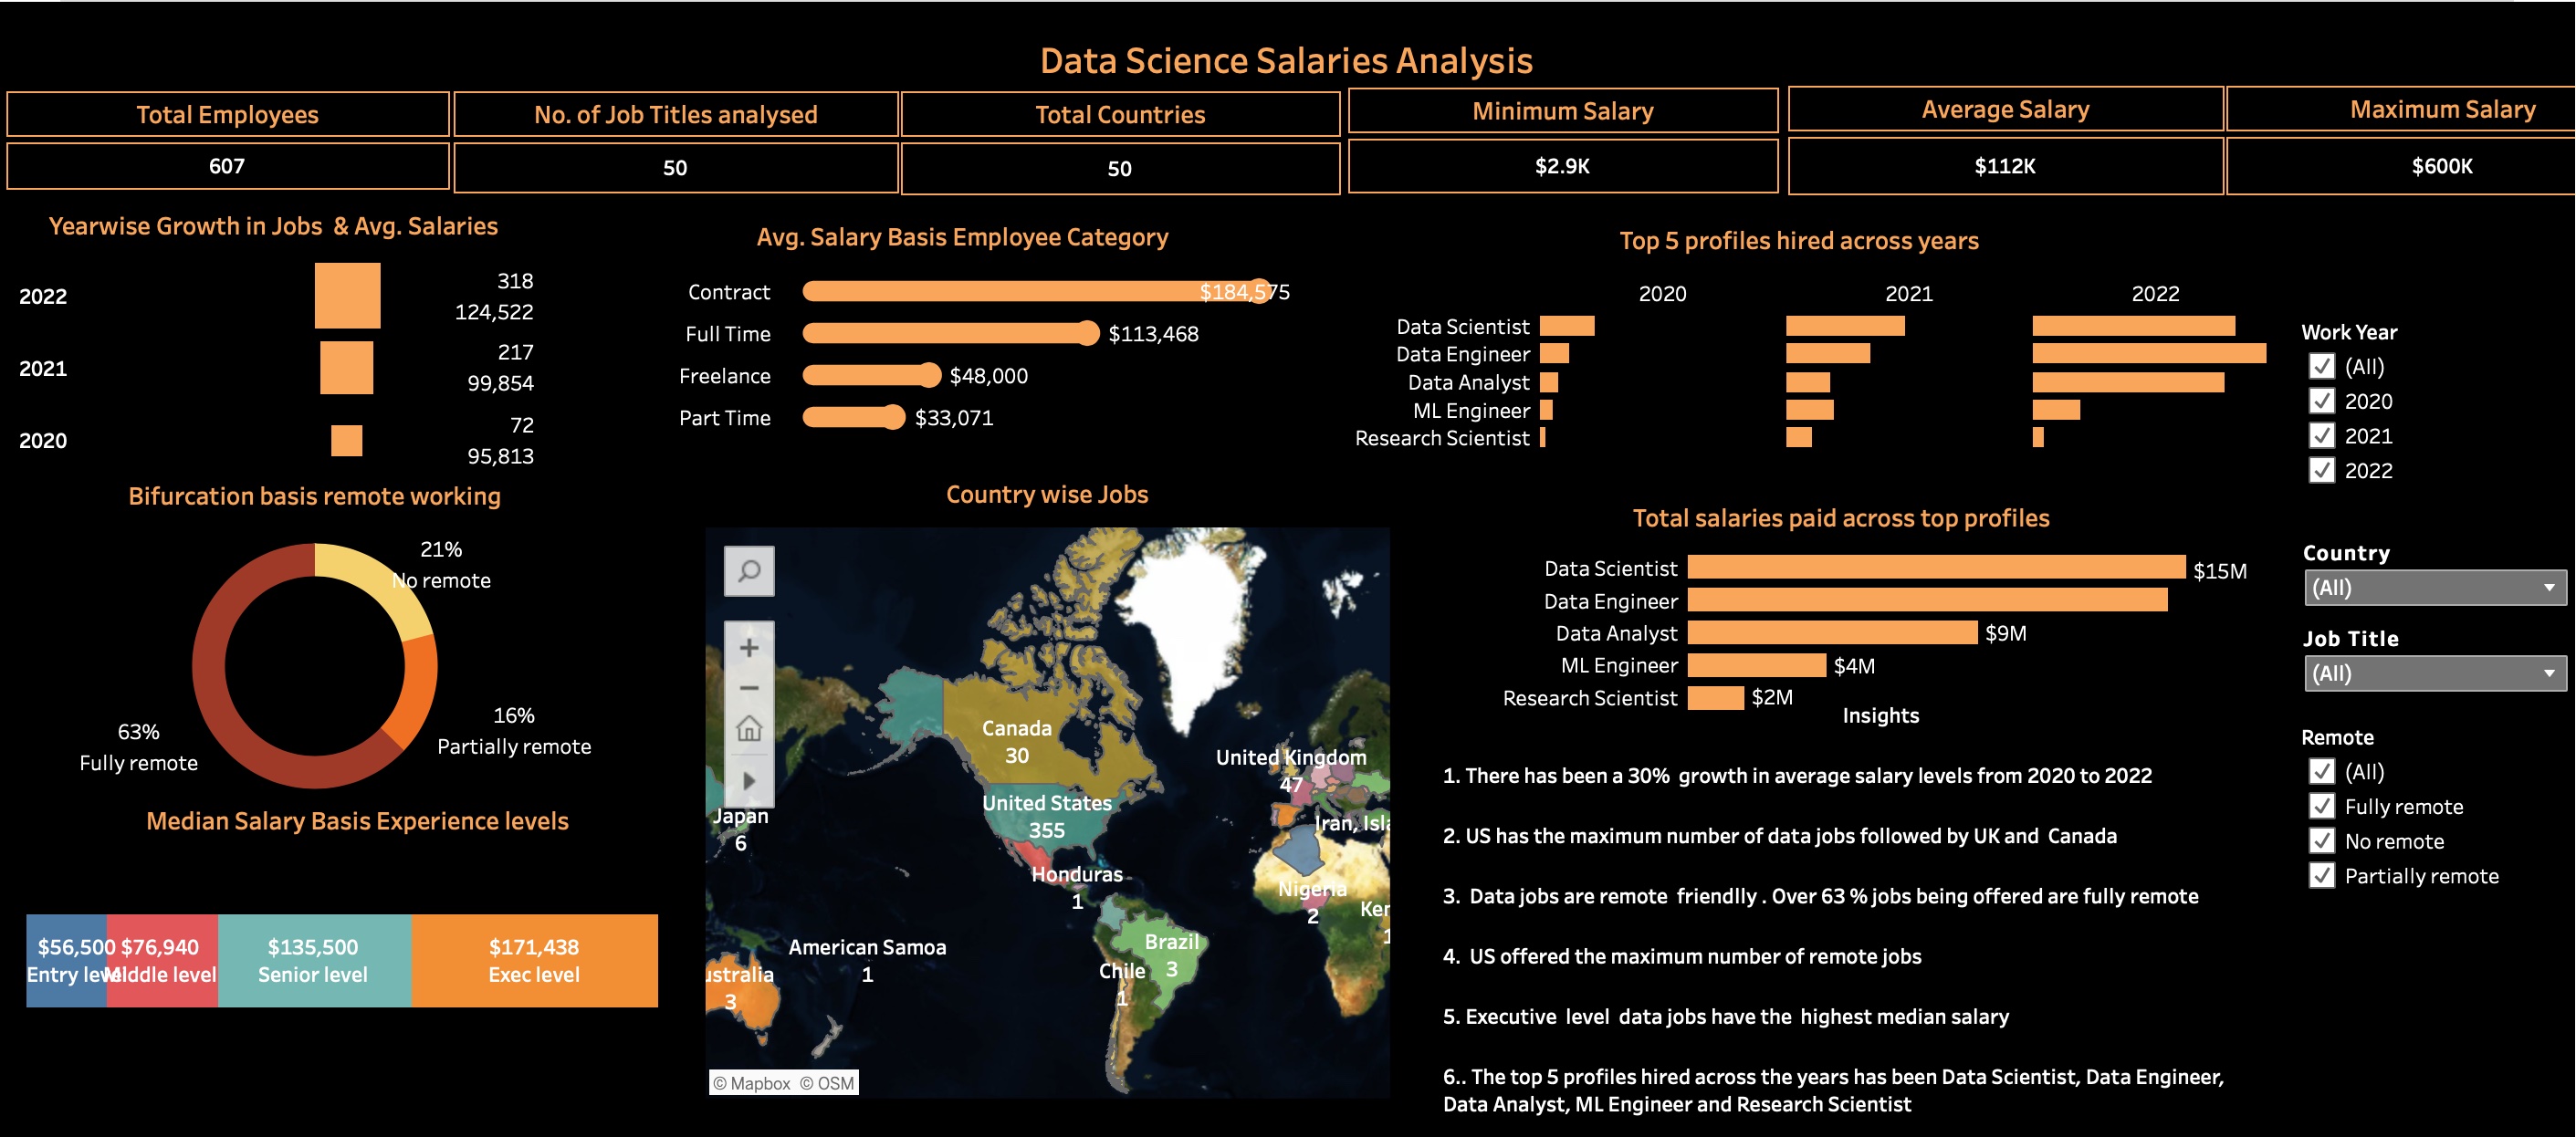 Data Science Salaries Analysis
Total Employees
607
No. of Job Titles analysed
50
Total Countries
50
Minimum Salary
$2.9K
Average Salary
$112K
Maximum Salary
$600K
Yearwise Growth in Jobs & Avg. Salaries
2022
318
124,522
2021
217
99,854
2020
72
95,813
Avg. Salary Basis Employee Category
Contract $184,575
Full Time $113,468
Freelance $48,000
Part Time $33,071
Top 5 profiles hired across years
2020 2021 2022
Data Scientist
Data Engineer
Data Analyst
ML Engineer
Research Scientist
Work Year
(All)
2020
2021
2022
Bifurcation basis remote working
21%
No remote
16%
Partially remote
63%
Fully remote
Median Salary Basis Experience levels
$56,500
Entry level
$76,940
Middle level
$135,500
Senior level
$171,438
Exec level
Country wise Jobs
Canada
30
United Kingdom
47
United States
355
Japan
6
Iran, Isla
Honduras
1
Nigeria
2
Ker
1
American Samoa
1
Brazil
3
Chile
1
ustralia
3
© Mapbox © OSM
Total salaries paid across top profiles
Data Scientist $15M
Data Engineer
Data Analyst $9M
ML Engineer $4M
Research Scientist $2M
Country
(All)
Job Title
(All)
Remote
(All)
Fully remote
No remote
Partially remote
Insights
1. There has been a 30% growth in average salary levels from 2020 to 2022
2. US has the maximum number of data jobs followed by UK and Canada
3. Data jobs are remote friendlly . Over 63 % jobs being offered are fully remote
4. US offered the maximum number of remote jobs
5. Executive level data jobs have the highest median salary
6.. The top 5 profiles hired across the years has been Data Scientist, Data Engineer,
Data Analyst, ML Engineer and Research Scientist